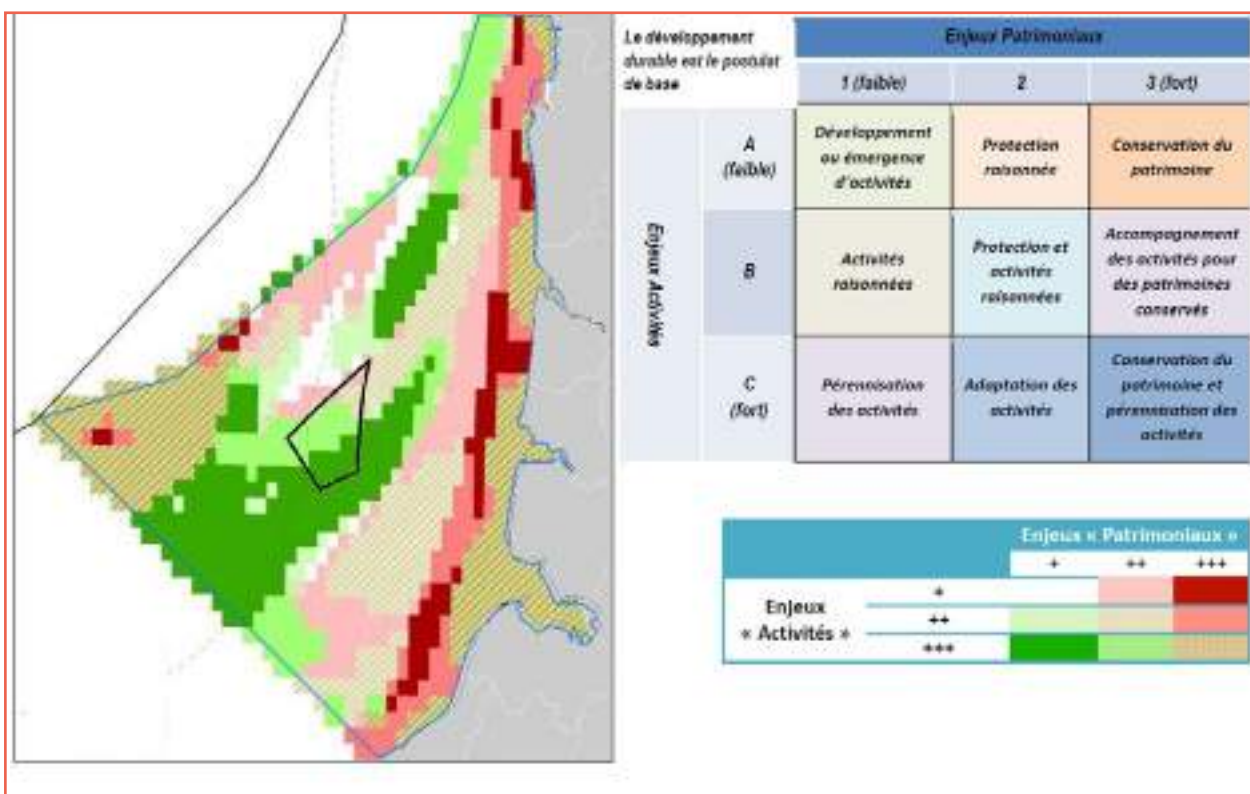 Le développement
durable est le postulat
de base
Enjeux Patrimoniaux
1 (faible)
2
3 (fort)
Enjeux Activités
A
(faible)
Développement
ou émergence
d'activités
Protection
raisonnée
Conservation du
patrimoine
B
Activités
raisonnées
Protection et
activités
raisonnées
Accompagnement
des activités pour
des patrimoines
conservés
C
(fort)
Pérennisation
des activités
Adaptation des
activités
Conservation du
patrimoine et
pérennisation des
activités
Enjeux « Patrimoniaux »
+
++
+++
Enjeux
« Activités »
+
++
+++